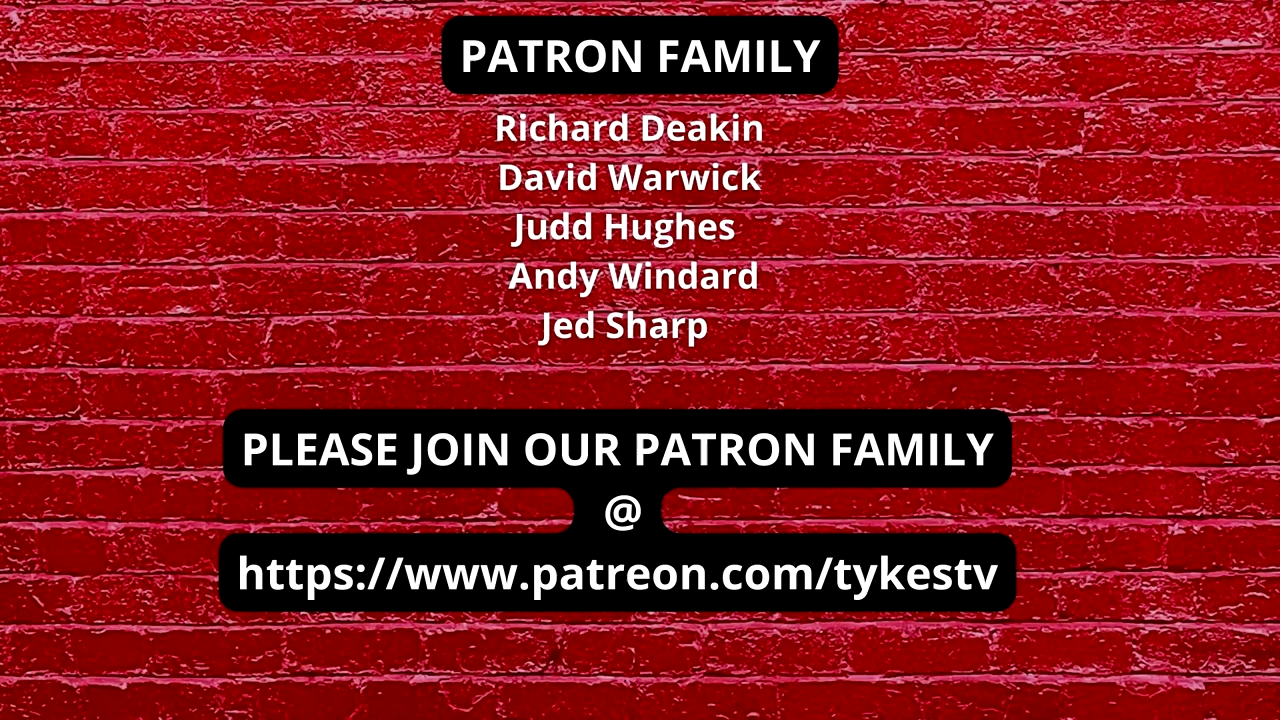 PATRON FAMILY
Richard Deakin
David Warwick
Judd Hughes
Andy Windard
Jed Sharp
PLEASE JOIN OUR PATRON FAMILY
@
https://www.patreon.com/tykestv